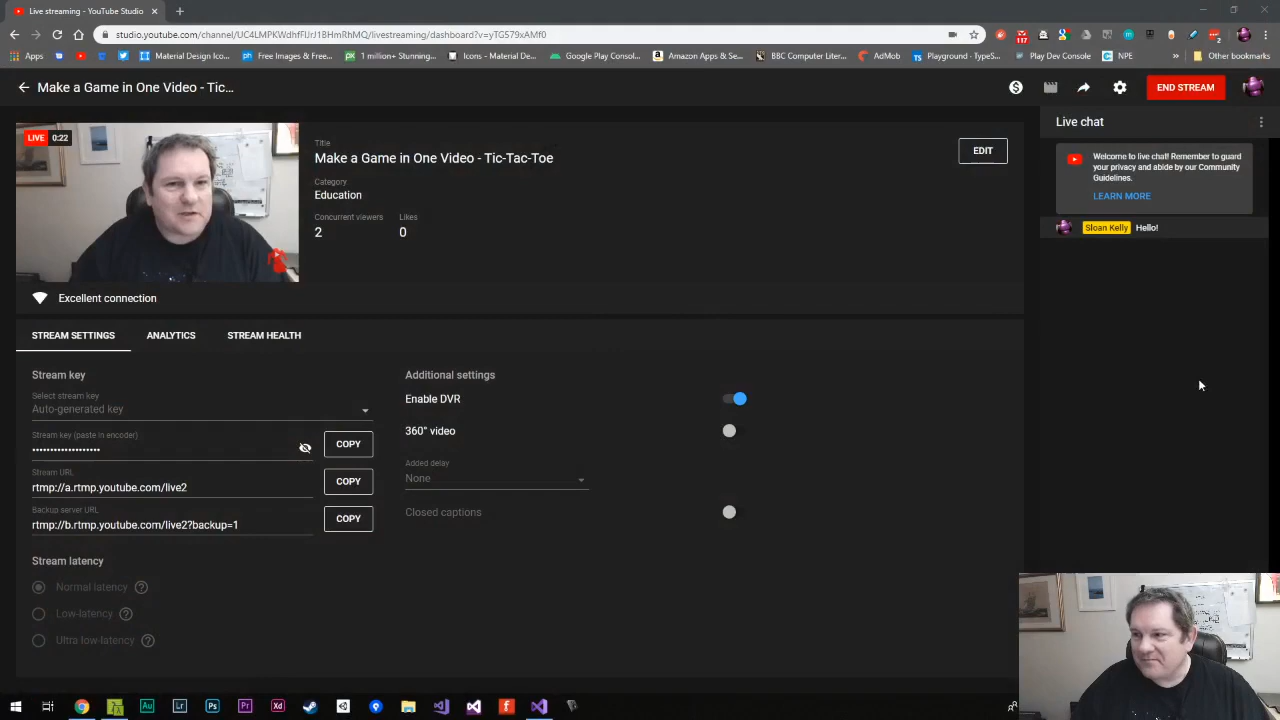 Live streaming - YouTube Studio
studio.youtube.com/channel/UC4LMPKWdhfUrJ18HmRhMQ/livestreaming/dashboard?v=yTG579xAMf0
117
2
Apps
Material Design Ico...
Free Images & Free...
1 million+ Stunning...
Icons - Material De...
Google Play Consol...
Amazon Apps & Se...
BBC Computer Liter...
AdMob
Playground · TypeS...
Play Dev Console
NPE
Other bookmarks
Make a Game in One Video - Tic...
END STREAM
LIVE 0:22
Title
Make a Game in One Video - Tic-Tac-Toe
EDIT
Category
Education
Concurrent viewers
Likes
2
0
Live chat
Welcome to live chat! Remember to guard
your privacy and abide by our Community
Guidelines.
LEARN MORE
Sloan Kelly Hello!
Excellent connection
STREAM SETTINGS
ANALYTICS
STREAM HEALTH
Stream key
Select stream key
Auto-generated key
Stream key (paste in encoder)
••••••••••••••••••
COPY
Stream URL
rtmp://a.rtmp.youtube.com/live2
COPY
Backup server URL
rtmp://b.rtmp.youtube.com/live2?backup=1
COPY
Stream latency
Normal latency
Low-latency
Ultra low-latency
Additional settings
Enable DVR
360° video
Added delay
None
Closed captions
Au
Lr
Ps
Pr
Xd